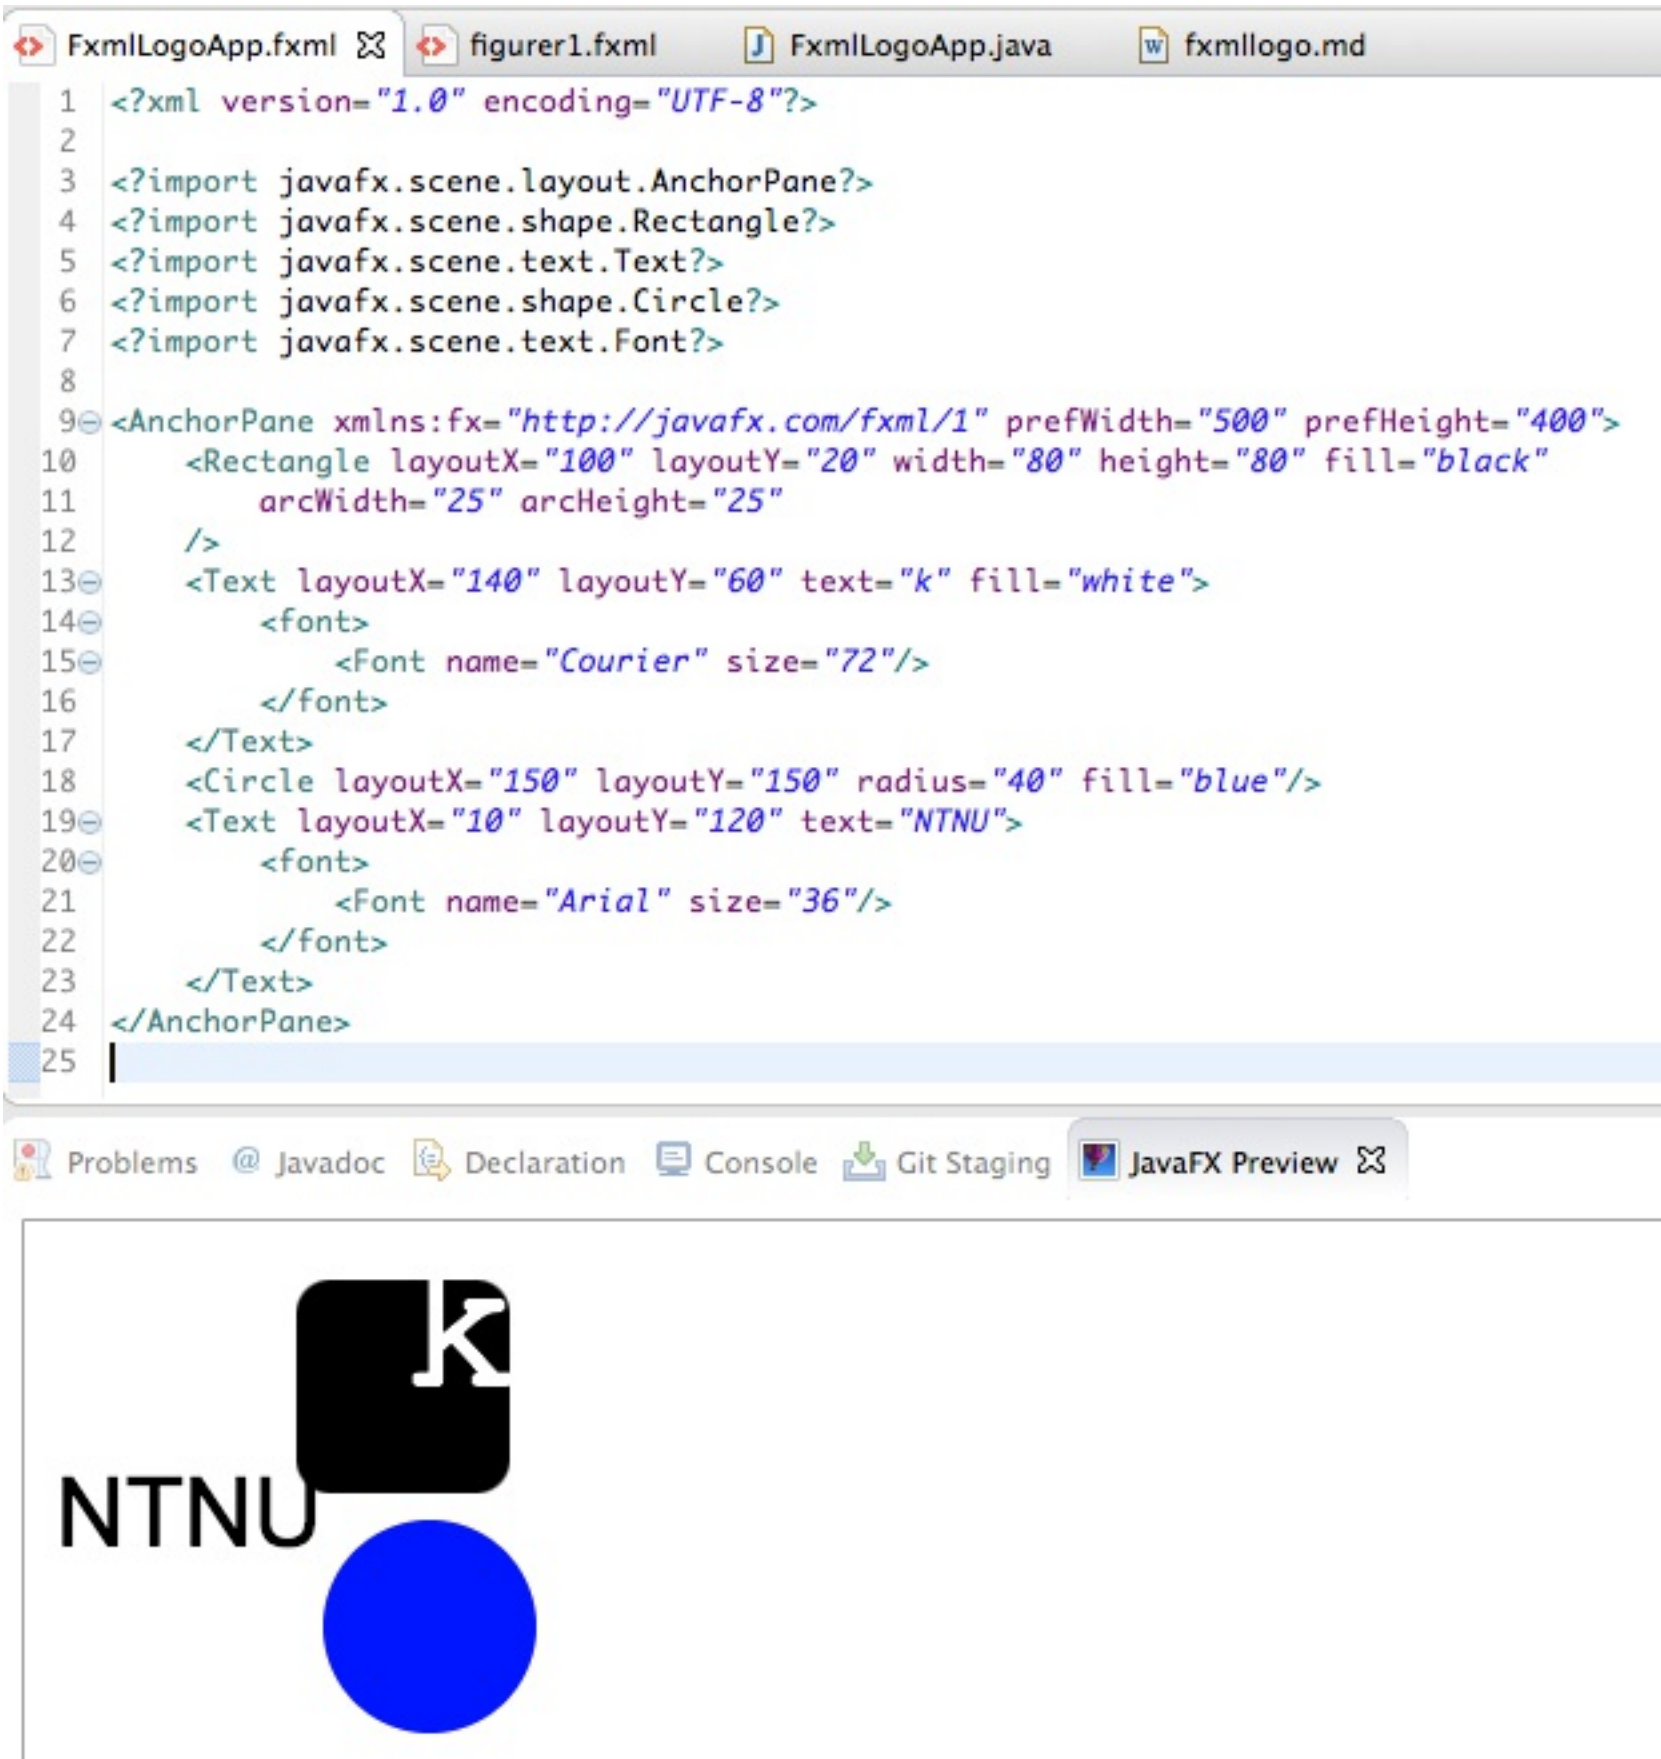 FxmlLogoApp.fxml figurer1.fxml FxmlLogoApp.java fxmllogo.md
1 <?xml version="1.0" encoding="UTF-8"?>
2
3 <?import javafx.scene.layout.AnchorPane?>
4 <?import javafx.scene.shape.Rectangle?>
5 <?import javafx.scene.text.Text?>
6 <?import javafx.scene.shape.Circle?>
7 <?import javafx.scene.text.Font?>
8
9 <AnchorPane xmlns:fx="http://javafx.com/fxml/1" prefWidth="500" prefHeight="400">
10     <Rectangle layoutX="100" layoutY="20" width="80" height="80" fill="black"
11         arcWidth="25" arcHeight="25"
12     />
13     <Text layoutX="140" layoutY="60" text="k" fill="white">
14         <font>
15             <Font name="Courier" size="72"/>
16         </font>
17     </Text>
18     <Circle layoutX="150" layoutY="150" radius="40" fill="blue"/>
19     <Text layoutX="10" layoutY="120" text="NTNU">
20         <font>
21             <Font name="Arial" size="36"/>
22         </font>
23     </Text>
24 </AnchorPane>
25
Problems @ Javadoc Declaration Console Git Staging JavaFX Preview
k
NTNU